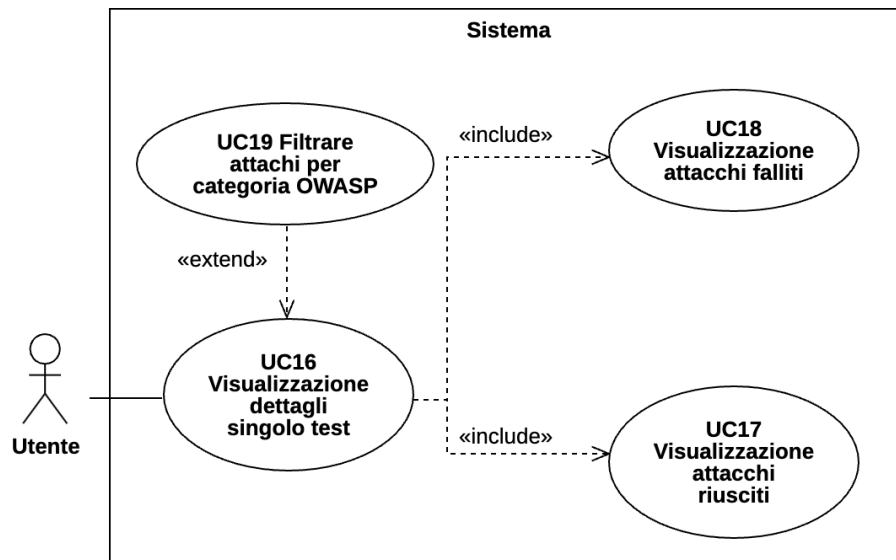 Sistema
UC19 Filtrare
attachi per
categoria OWASP
«include»
UC18
Visualizzazione
attacchi falliti
«extend»
UC16
Visualizzazione
dettagli
singolo test
Utente
«include»
UC17
Visualizzazione
attacchi
riusciti